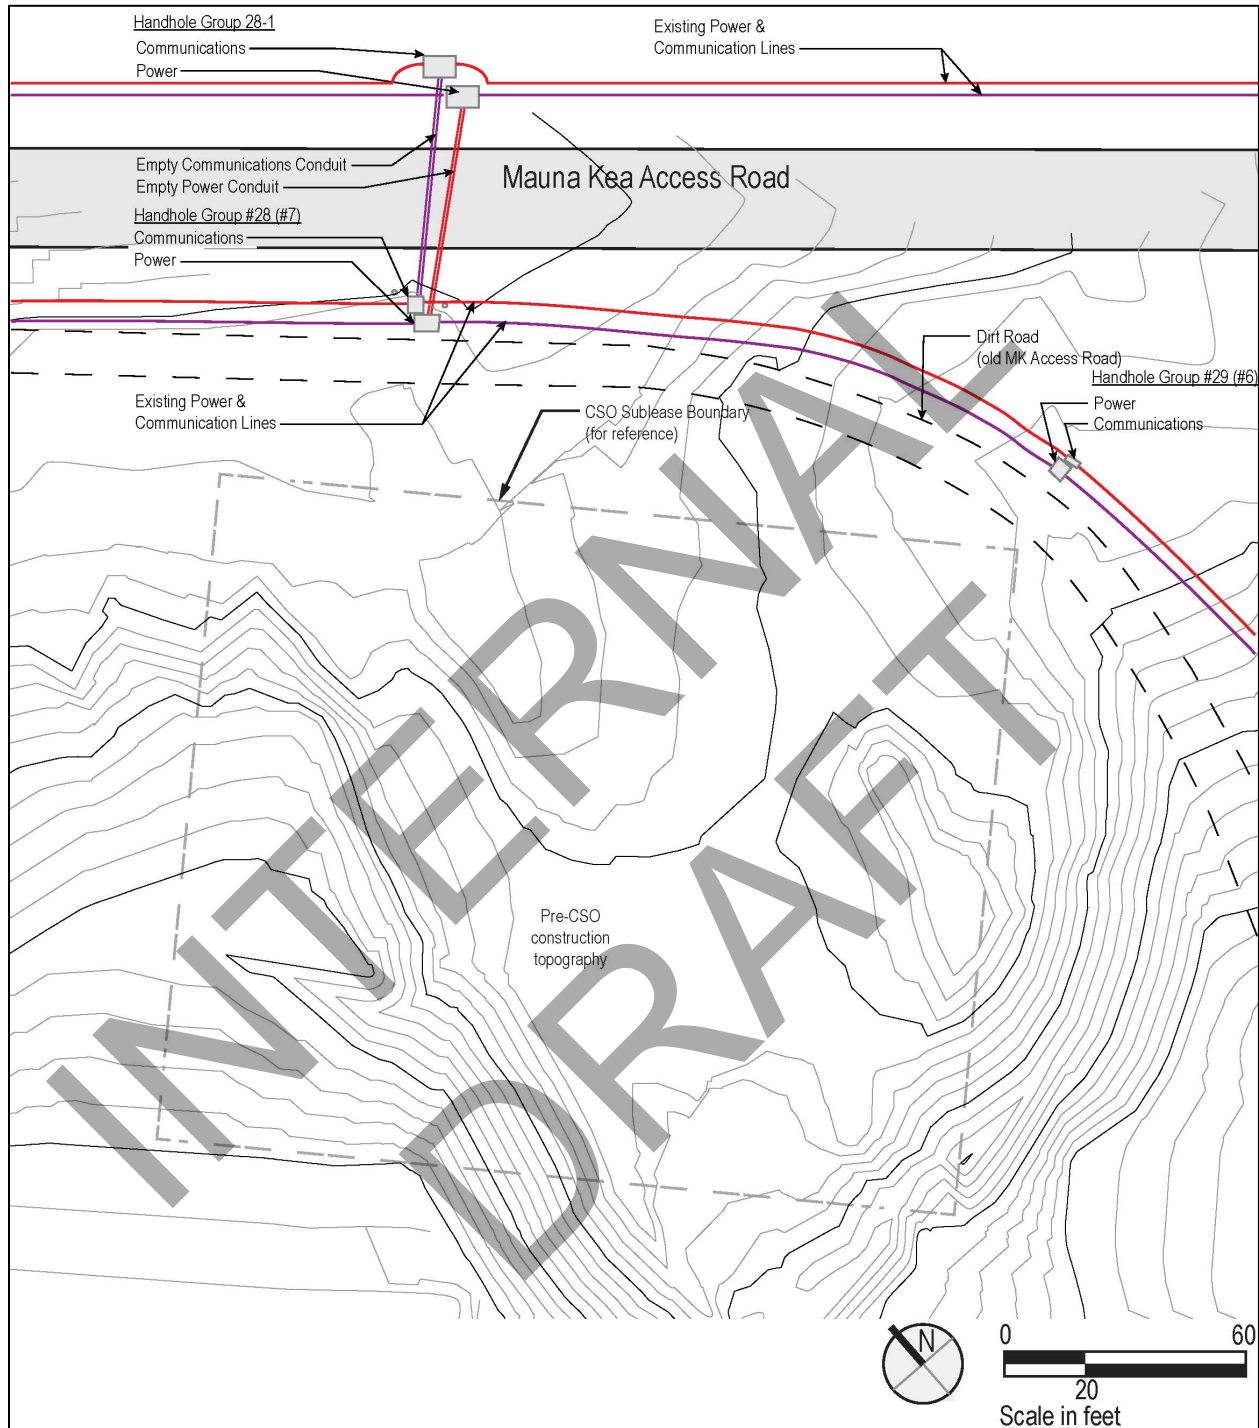 Handhole Group 28-1
Communications
Power
Existing Power &
Communication Lines
Empty Communications Conduit
Empty Power Conduit
Mauna Kea Access Road
Handhole Group #28 (#7)
Communications
Power
Dirt Road
(old MK Access Road)
Handhole Group #29 (#6)
Power
Communications
Existing Power &
Communication Lines
CSO Sublease Boundary
(for reference)
Pre-CSO
construction
topography
INTERNAL
DRAFT
N
0 60
20
Scale in feet